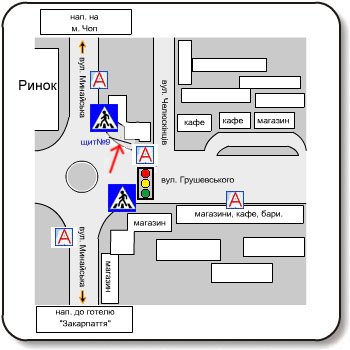 нап. на
м. Чоп
вул. Минайська
А
Ринок
вул. Челюскінців
кафе
кафе
магазин
щит№9
А
вул. Грушевського
А
магазини, кафе, бари.
магазин
А
вул. Минайська
магазин
нап. до готелю
"Закарпаття"